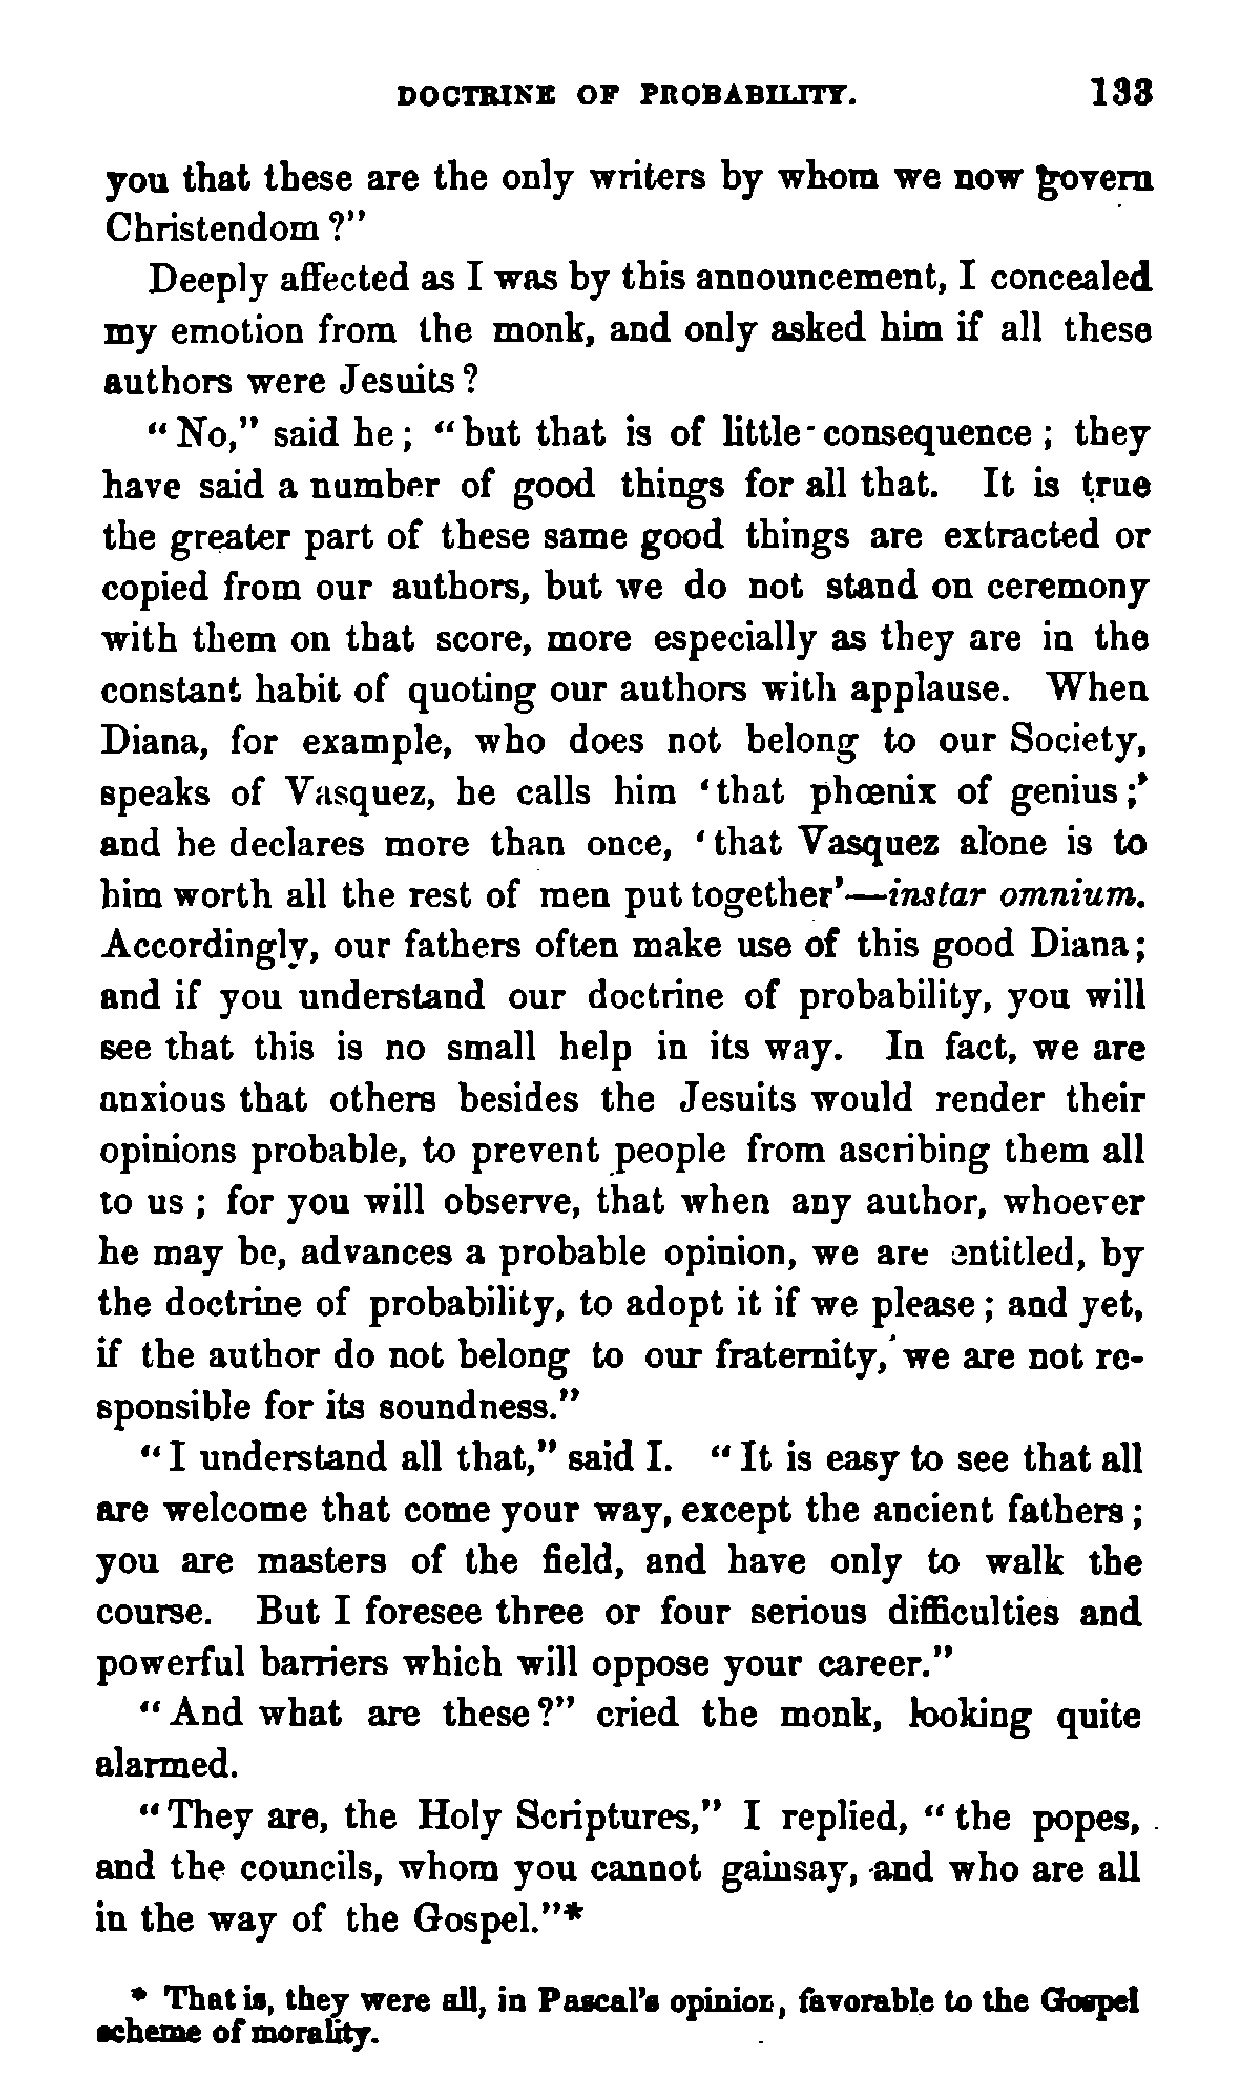 DOCTRINE OF PROBABILITY. 133
you that these are the only writers by whom we now govern
Christendom?"
Deeply affected as I was by this announcement, I concealed
my emotion from the monk, and only asked him if all these
authors were Jesuits?
"No," said he; "but that is of little consequence; they
have said a number of good things for all that. It is true
the greater part of these same good things are extracted or
copied from our authors, but we do not stand on ceremony
with them on that score, more especially as they are in the
constant habit of quoting our authors with applause. When
Diana, for example, who does not belong to our Society,
speaks of Vasquez, he calls him 'that phœnix of genius;'
and he declares more than once, 'that Vasquez alone is to
him worth all the rest of men put together'—instar omnium.
Accordingly, our fathers often make use of this good Diana;
and if you understand our doctrine of probability, you will
see that this is no small help in its way. In fact, we are
anxious that others besides the Jesuits would render their
opinions probable, to prevent people from ascribing them all
to us; for you will observe, that when any author, whoever
he may be, advances a probable opinion, we are entitled, by
the doctrine of probability, to adopt it if we please; and yet,
if the author do not belong to our fraternity, we are not re-
sponsible for its soundness."
"I understand all that," said I. "It is easy to see that all
are welcome that come your way, except the ancient fathers;
you are masters of the field, and have only to walk the
course. But I foresee three or four serious difficulties and
powerful barriers which will oppose your career."
"And what are these?" cried the monk, looking quite
alarmed.
"They are, the Holy Scriptures," I replied, "the popes,
and the councils, whom you cannot gainsay, and who are all
in the way of the Gospel."*
* That is, they were all, in Pascal's opinion, favorable to the Gospel
scheme of morality.